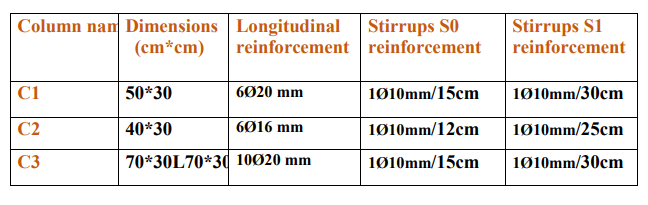 Column nam Dimensions Longitudinal Stirrups S0 Stirrups S1
(cm*cm) reinforcement reinforcement reinforcement
C1 50*30 6Ø20 mm 1Ø10mm/15cm 1Ø10mm/30cm
C2 40*30 6Ø16 mm 1Ø10mm/12cm 1Ø10mm/25cm
C3 70*30L70*30 10Ø20 mm 1Ø10mm/15cm 1Ø10mm/30cm